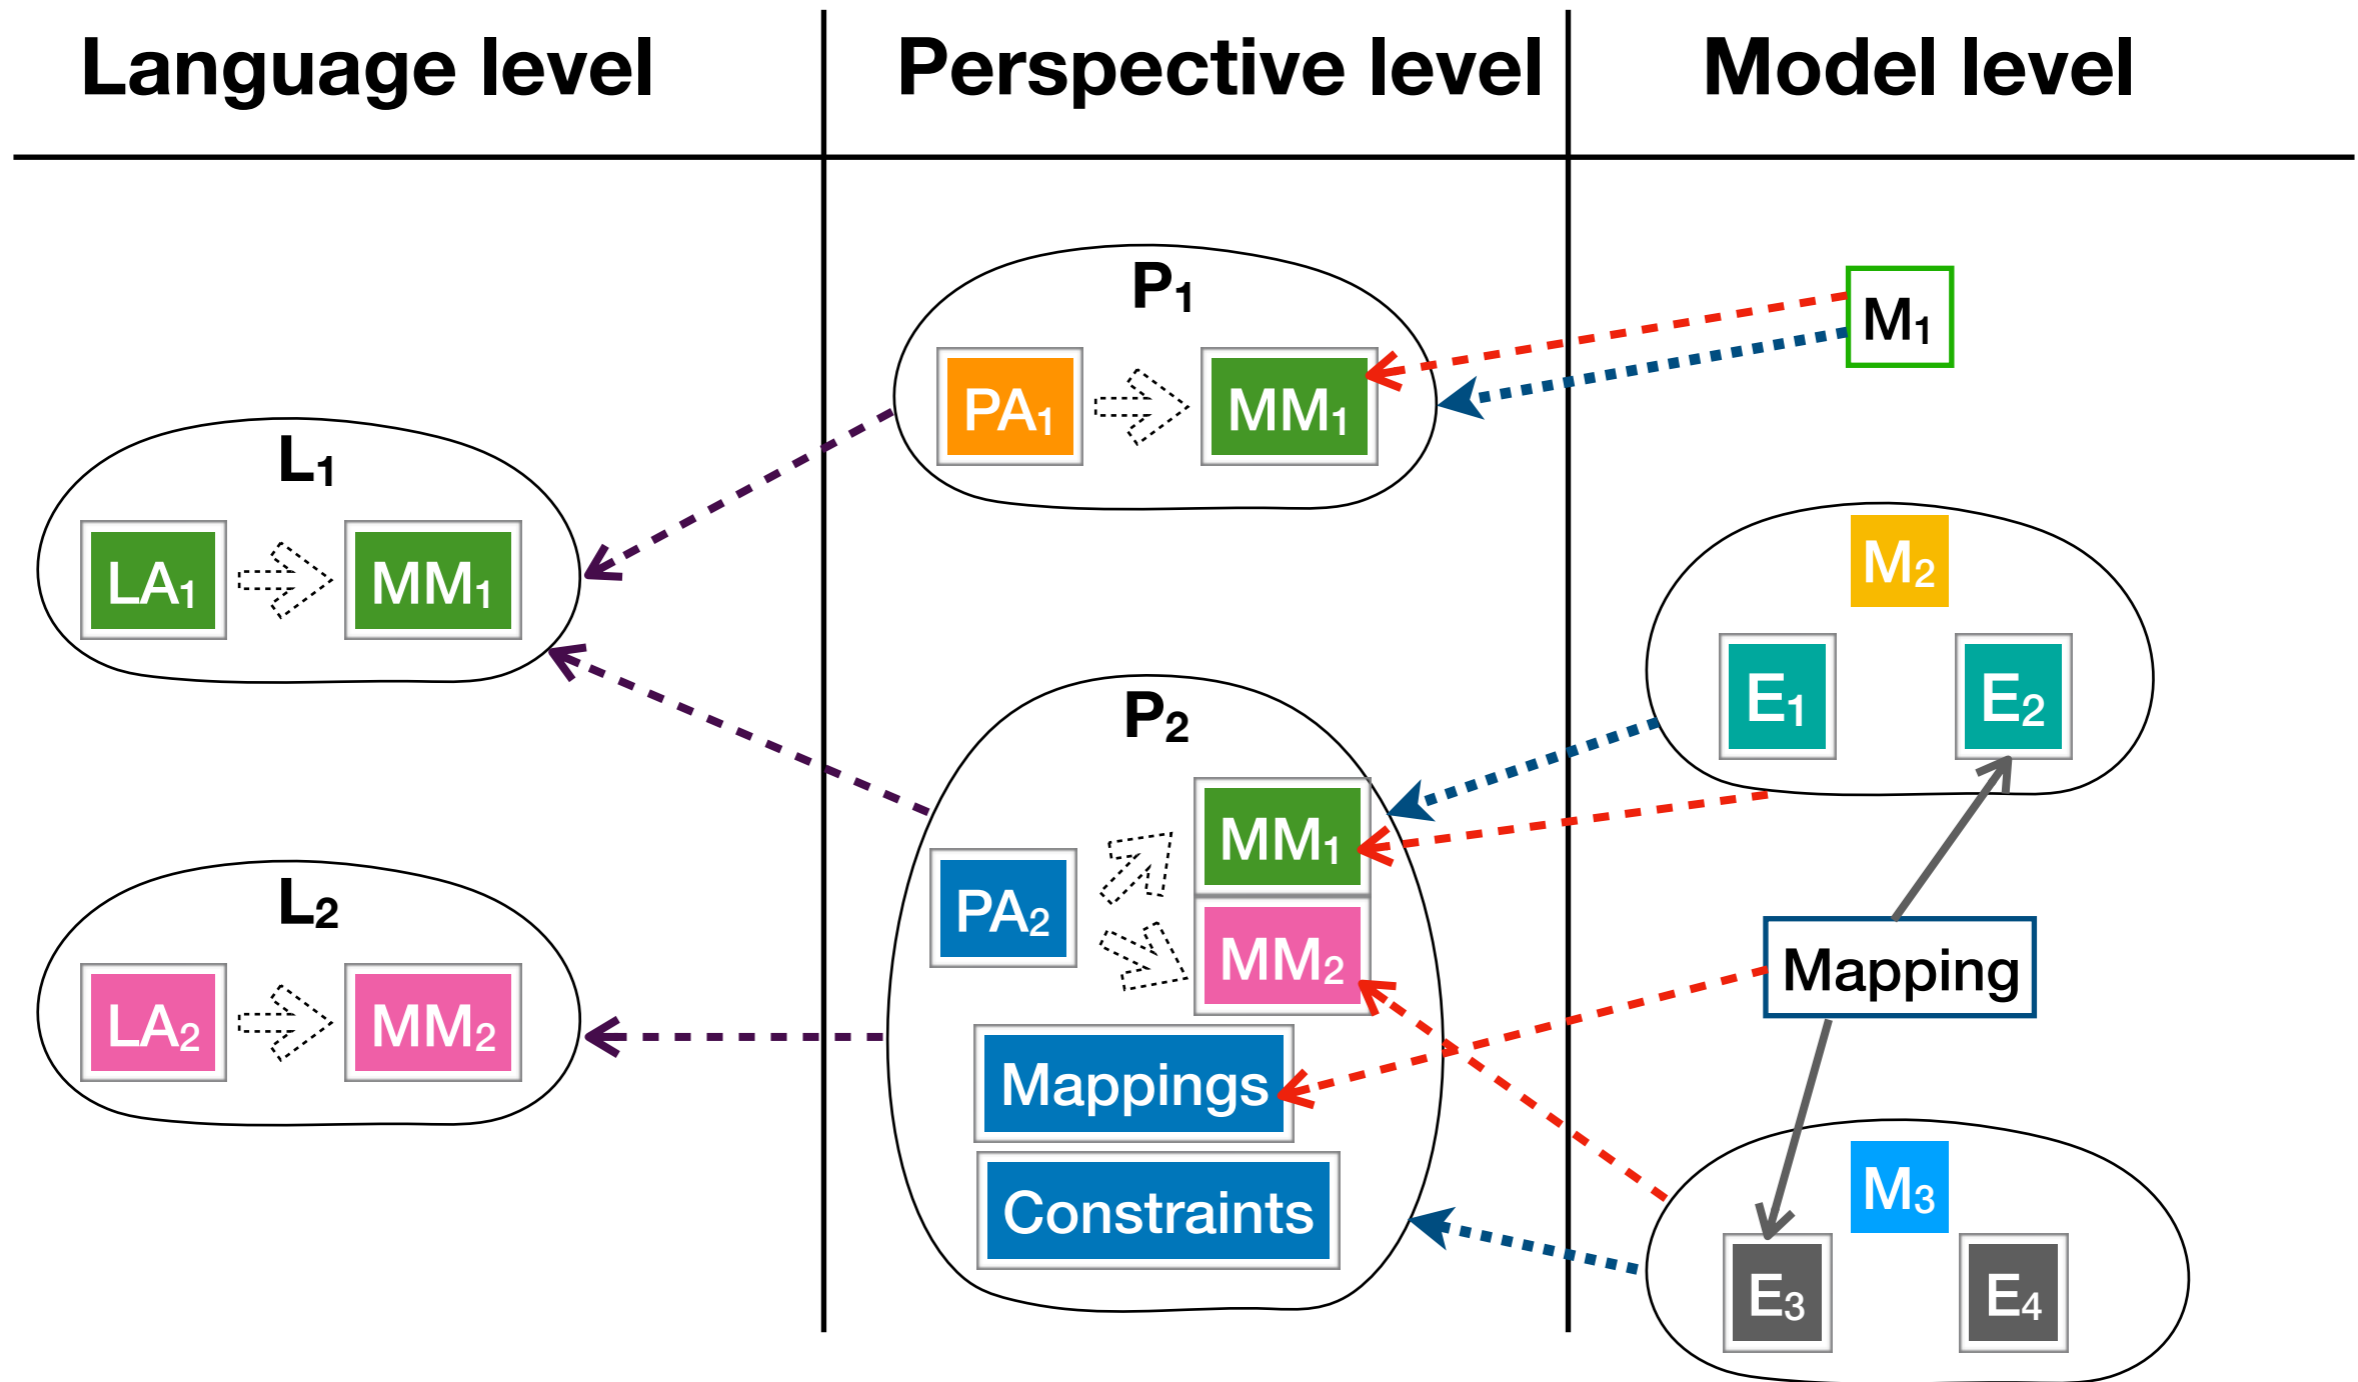 Language level
Perspective level
Model level
P₁
PA₁
MM₁
M₁
L₁
LA₁
MM₁
M₂
E₁
E₂
P₂
PA₂
MM₁
MM₂
Mappings
Constraints
L₂
LA₂
MM₂
Mapping
M₃
E₃
E₄